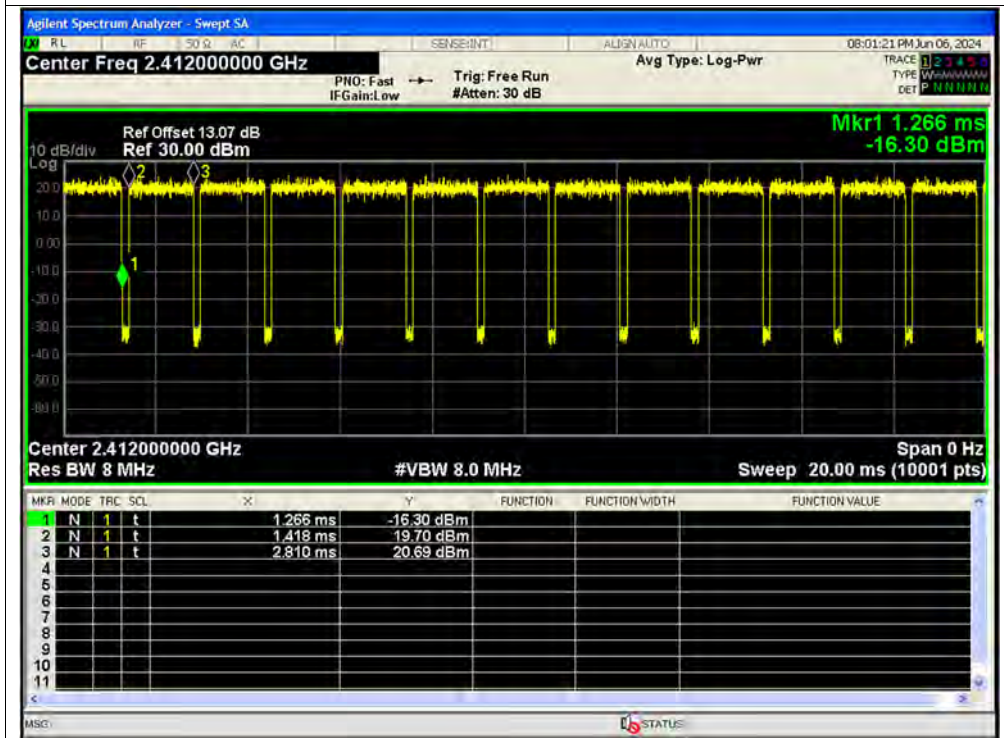 Agilent Spectrum Analyzer - Swept SA
RL RF 50 Ω AC SENSE:INT ALIGN AUTO 08:01:21 PM Jun 06, 2024
Center Freq 2.412000000 GHz
PNO: Fast
IFGain:Low
Trig: Free Run
#Atten: 30 dB
Avg Type: Log-Pwr
TRACE 1 2 3 4 5 6
TYPE
DET P N N N N N
Mkr1 1.266 ms
-16.30 dBm
Ref Offset 13.07 dB
10 dB/div Ref 30.00 dBm
Log
2 3
20.0
10.0
0.00
1
-10.0
-20.0
-30.0
-40.0
-50.0
-60.0
Center 2.412000000 GHz Span 0 Hz
Res BW 8 MHz #VBW 8.0 MHz Sweep 20.00 ms (10001 pts)
MKR MODE TRC SCL X Y FUNCTION FUNCTION WIDTH FUNCTION VALUE
1 N 1 t 1.266 ms -16.30 dBm
2 N 1 t 1.418 ms 19.70 dBm
3 N 1 t 2.810 ms 20.69 dBm
4
5
6
7
8
9
10
11
MSG STATUS